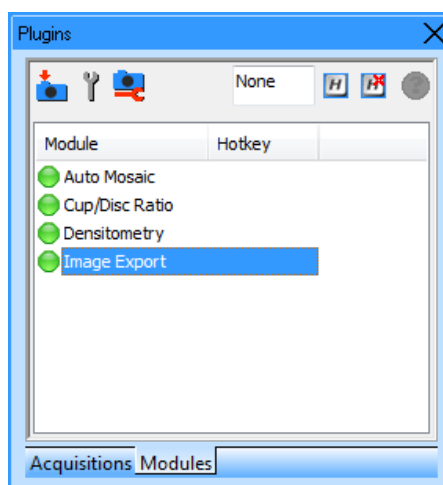 Plugins
None
Module Hotkey
Auto Mosaic
Cup/Disc Ratio
Densitometry
Image Export
Acquisitions Modules